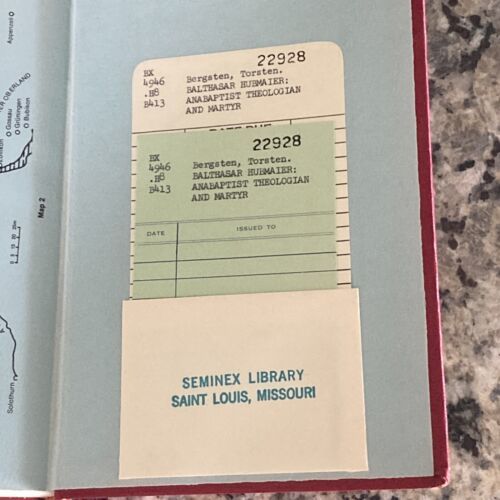 Appenzell
ER OBERLAND
Gossau
Grüningen
Bubikon
Map 2
Solothurn
22928
BX
4946
.H8
B413
Bergsten, Torsten.
BALTHASAR HUBMAIER:
ANABAPTIST THEOLOGIAN
AND MARTYR
DATE DUE
22928
BX
4946
.H8
B413
Bergsten, Torsten.
BALTHASAR HUBMAIER:
ANABAPTIST THEOLOGIAN
AND MARTYR
DATE
ISSUED TO
SEMINEX LIBRARY
SAINT LOUIS, MISSOURI